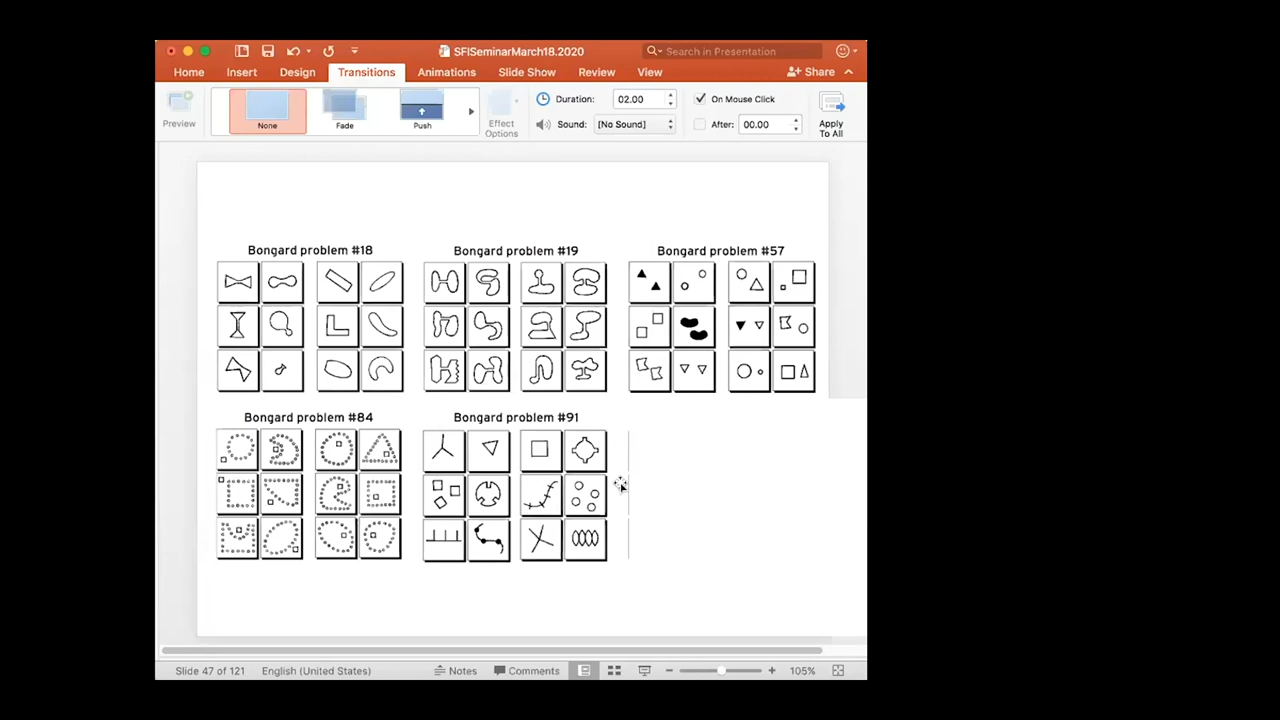 SFISeminarMarch18.2020
Search in Presentation
Home Insert Design Transitions Animations Slide Show Review View Share
Preview
None
Fade
Push
Effect Options
Duration: 02.00
Sound: [No Sound]
On Mouse Click
After: 00.00
Apply To All
Bongard problem #18
Bongard problem #19
Bongard problem #57
Bongard problem #84
Bongard problem #91
Slide 47 of 121 English (United States) Notes Comments 105%